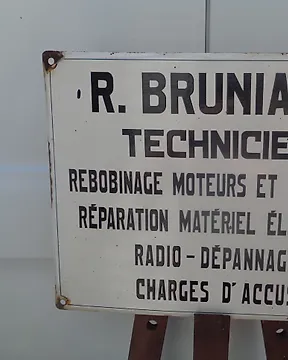 R. BRUNIA
TECHNICIE
REBOBINAGE MOTEURS ET
RÉPARATION MATÉRIEL ÉL
RADIO - DÉPANNAG
CHARGES D'ACCUS